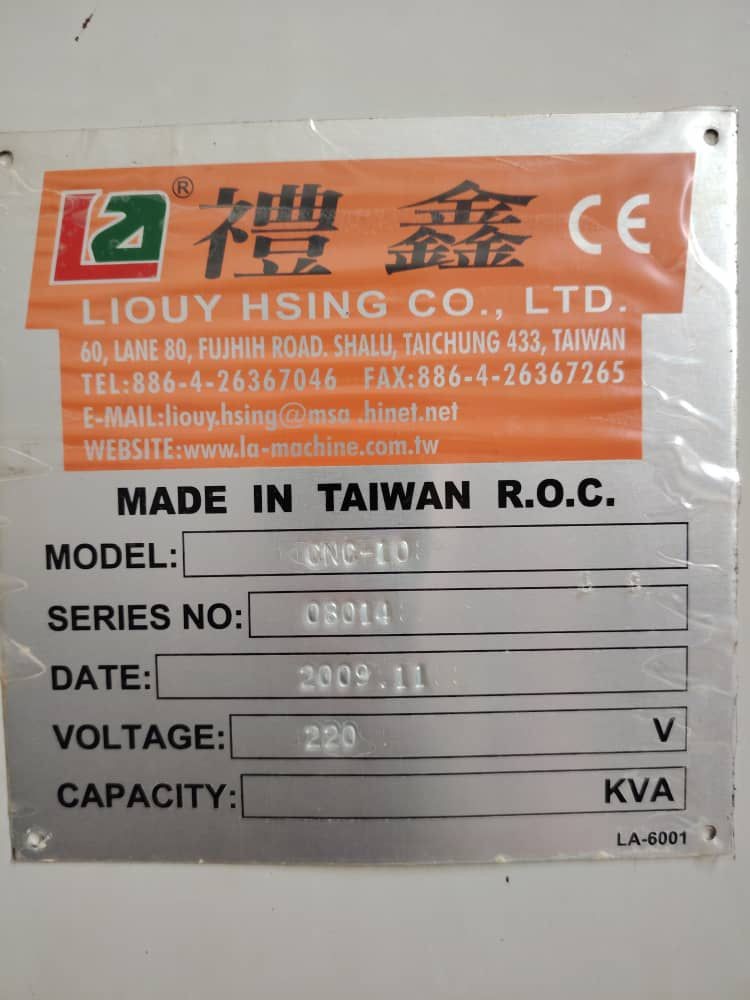 LA ® 禮鑫 CE
LIOUY HSING CO., LTD.
60, LANE 80, FUJHIH ROAD. SHALU, TAICHUNG 433, TAIWAN
TEL:886-4-26367046 FAX:886-4-26367265
E-MAIL:liouy.hsing@msa .hinet.net
WEBSITE:www.la-machine.com.tw
MADE IN TAIWAN R.O.C.
MODEL: CNC-10
SERIES NO: 08014
DATE: 2009.11
VOLTAGE: 220 V
CAPACITY: KVA
LA-6001